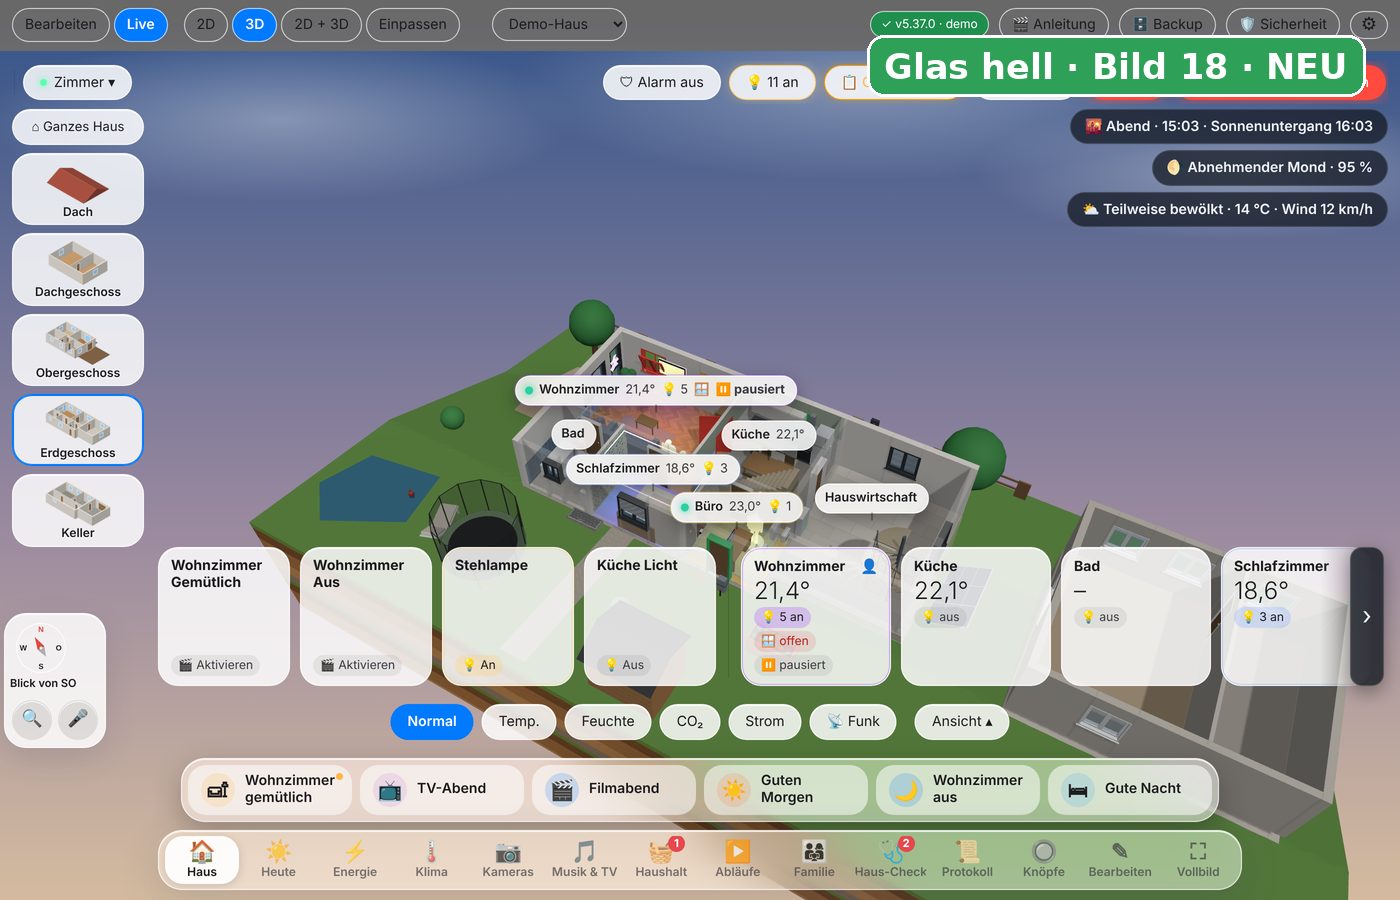 Bearbeiten Live 2D 3D 2D + 3D Einpassen Demo-Haus ✓ v5.37.0 · demo Anleitung Backup Sicherheit
Glas hell · Bild 18 · NEU
Zimmer ▾ Alarm aus 11 an
⌂ Ganzes Haus
Abend · 15:03 · Sonnenuntergang 16:03
Abnehmender Mond · 95 %
Teilweise bewölkt · 14 °C · Wind 12 km/h
Dach
Dachgeschoss
Obergeschoss
Erdgeschoss
Keller
Wohnzimmer 21,4° 5 pausiert
Bad
Küche 22,1°
Schlafzimmer 18,6° 3
Büro 23,0° 1
Hauswirtschaft
Wohnzimmer
Gemütlich
Aktivieren
Wohnzimmer
Aus
Aktivieren
Stehlampe
An
Küche Licht
Aus
Wohnzimmer
21,4°
5 an
offen
pausiert
Küche
22,1°
aus
Bad
–
aus
Schlafzimmer
18,6°
3 an
›
N
W O
S
Blick von SO
Normal Temp. Feuchte CO₂ Strom Funk Ansicht ▴
Wohnzimmer
gemütlich
TV-Abend
Filmabend
Guten
Morgen
Wohnzimmer
aus
Gute Nacht
1 2
Haus Heute Energie Klima Kameras Musik & TV Haushalt Abläufe Familie Haus-Check Protokoll Knöpfe Bearbeiten Vollbild